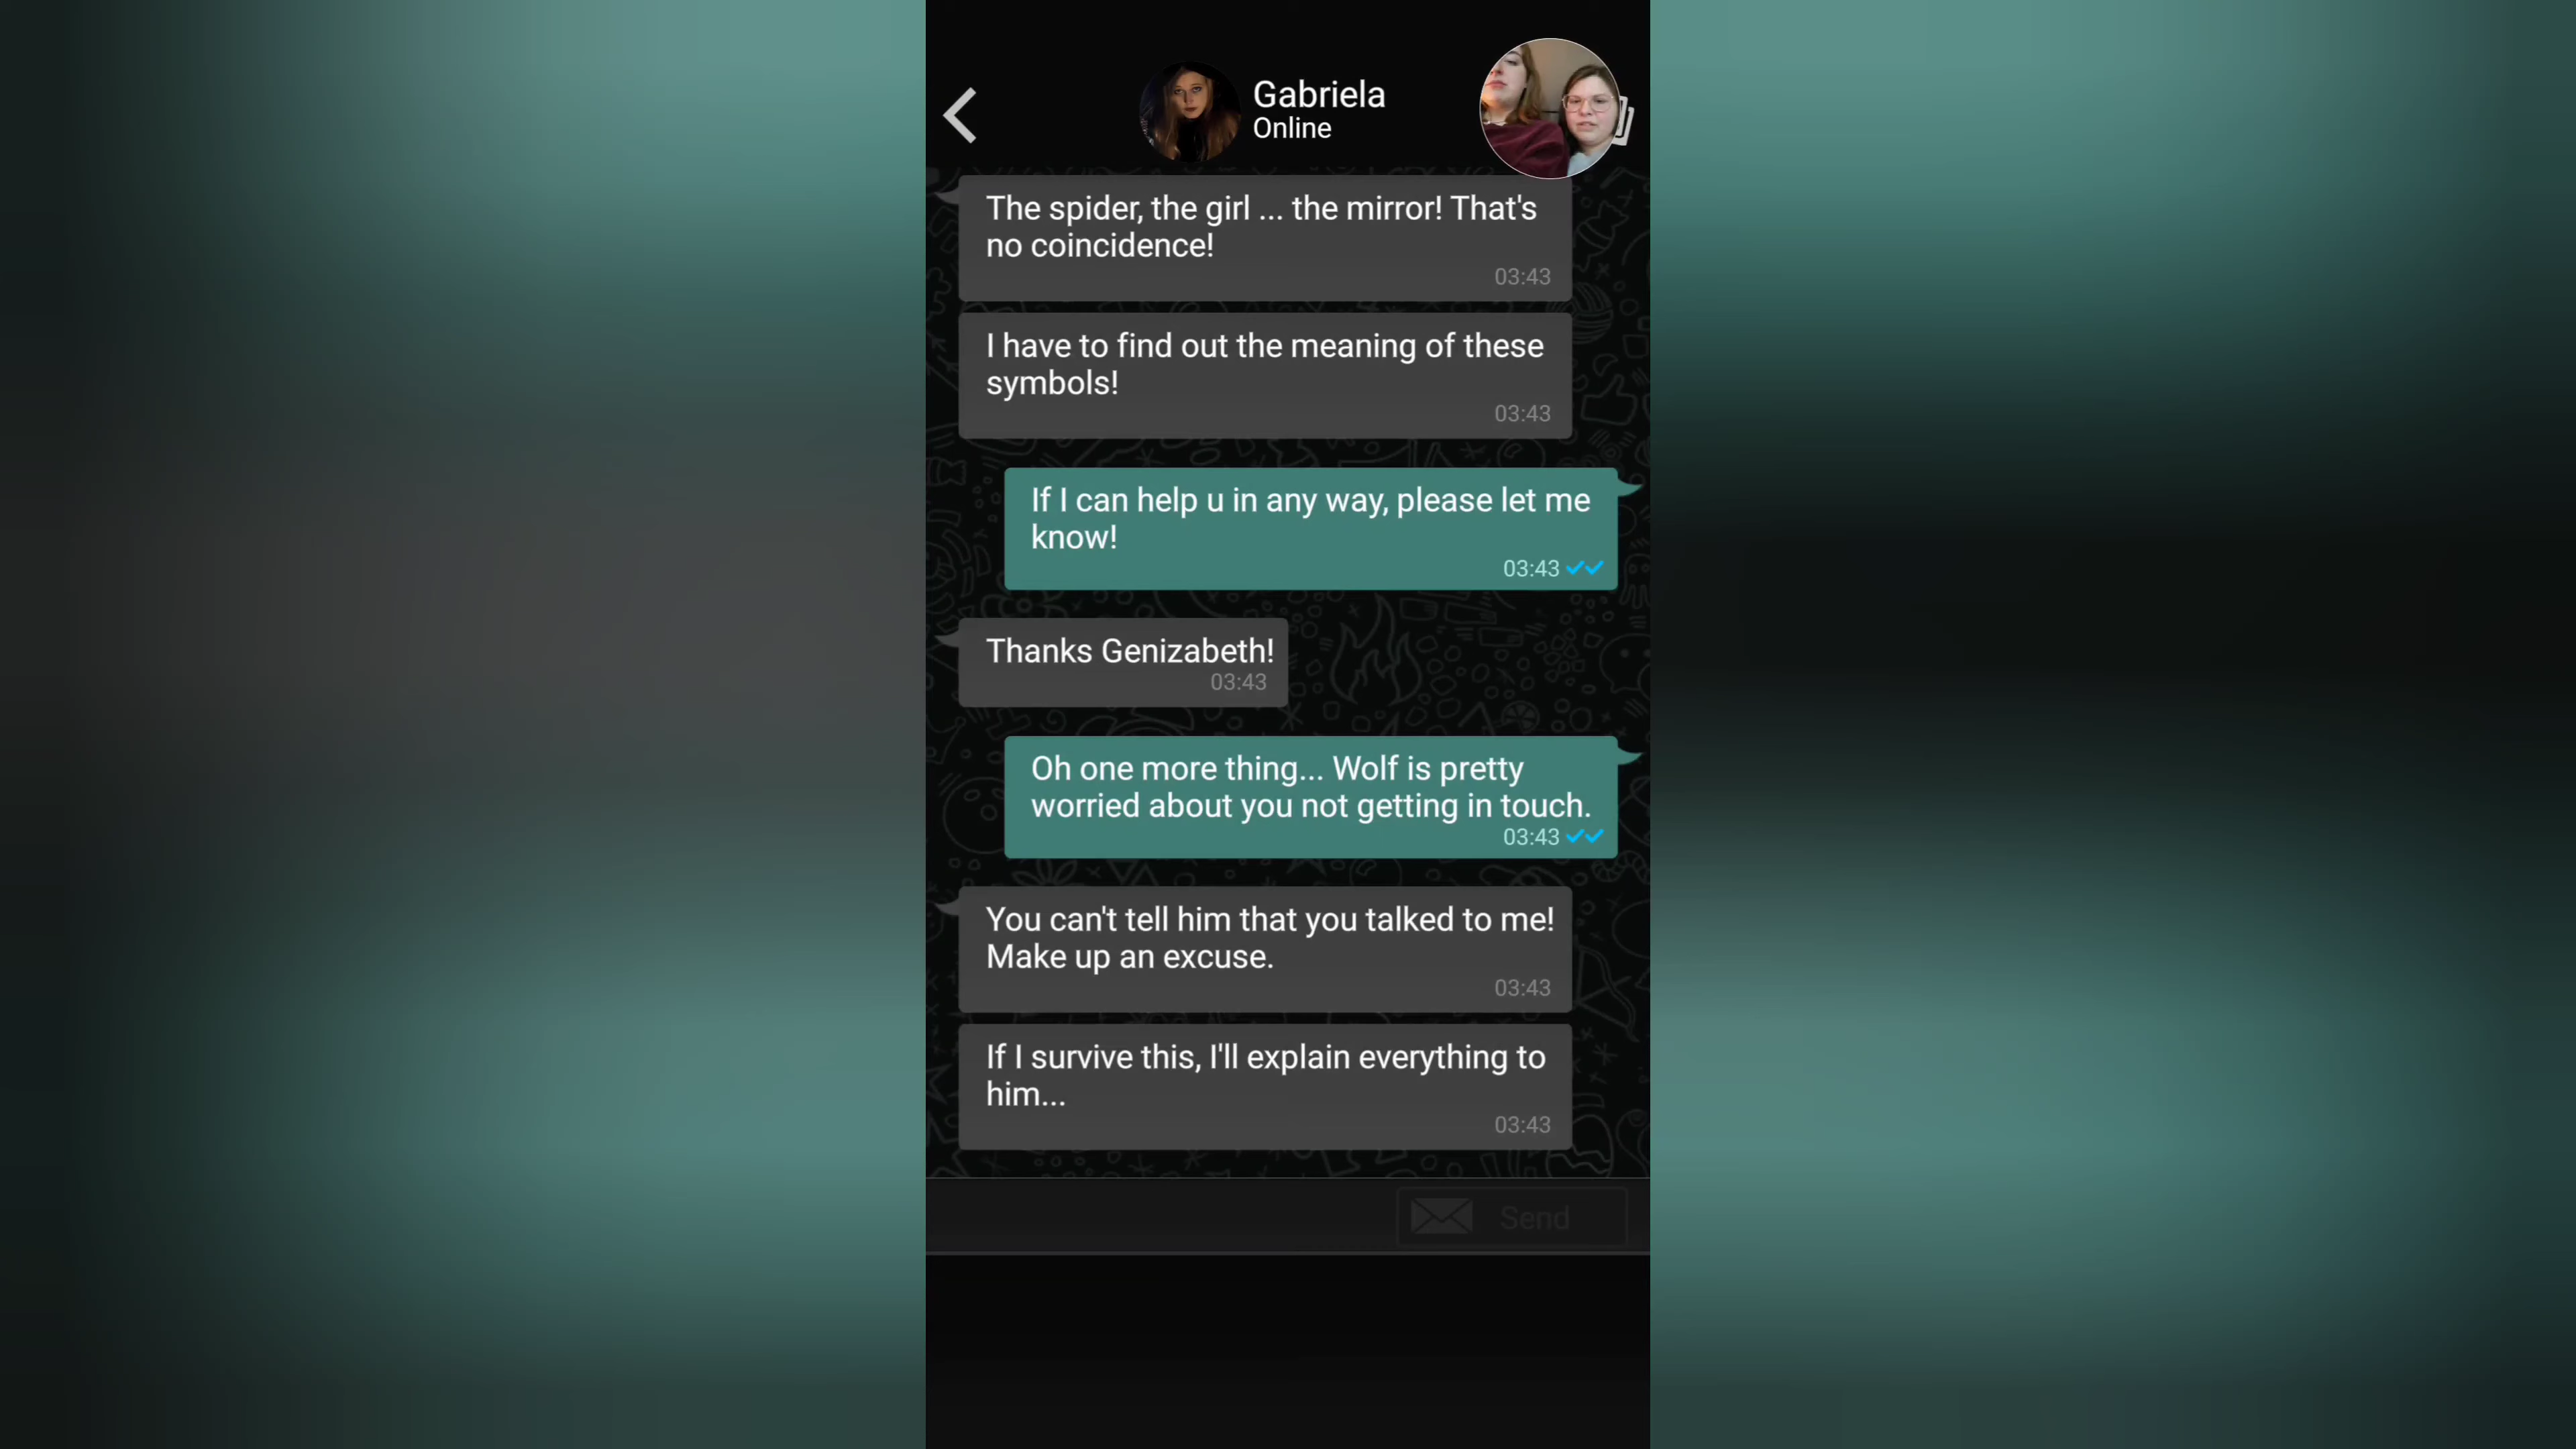 Gabriela
Online
The spider, the girl ... the mirror! That's
no coincidence!
03:43
I have to find out the meaning of these
symbols!
03:43
If I can help u in any way, please let me
know!
03:43
Thanks Genizabeth!
03:43
Oh one more thing... Wolf is pretty
worried about you not getting in touch.
03:43
You can't tell him that you talked to me!
Make up an excuse.
03:43
If I survive this, I'll explain everything to
him...
03:43
Send